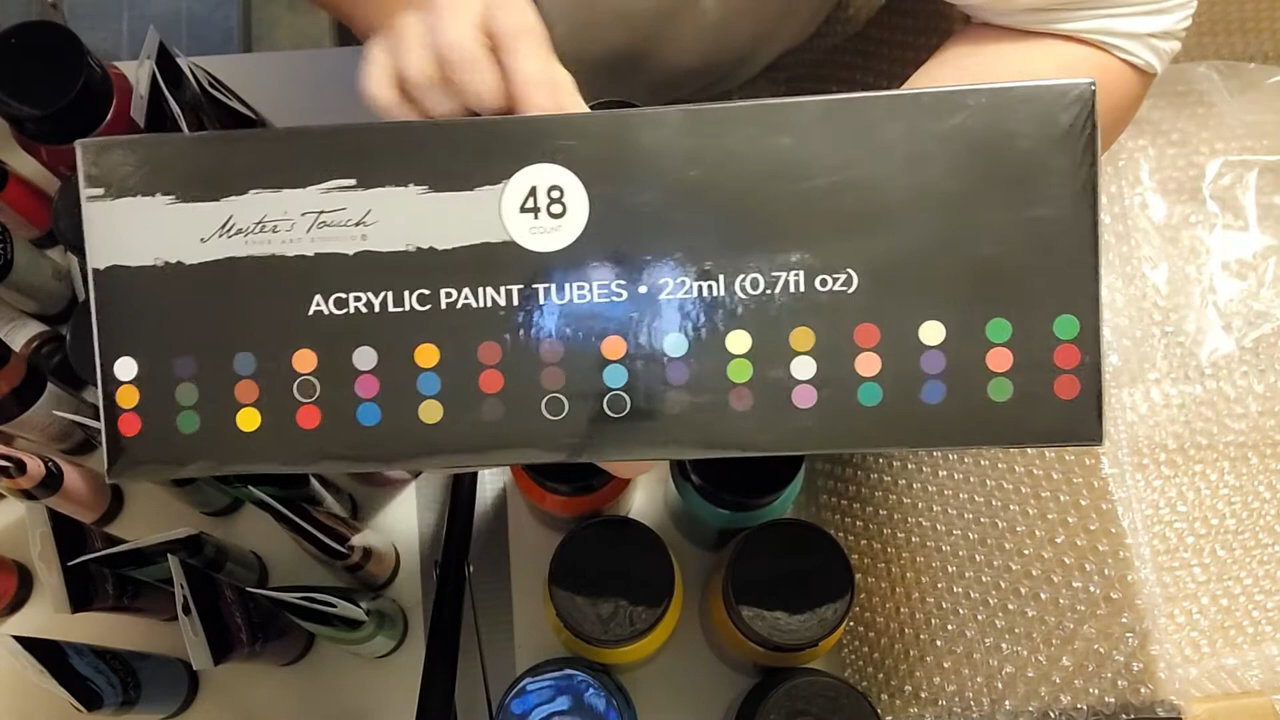 Master's Touch
FINE ART STUDIO
48
COUNT
ACRYLIC PAINT TUBES • 22ml (0.7fl oz)